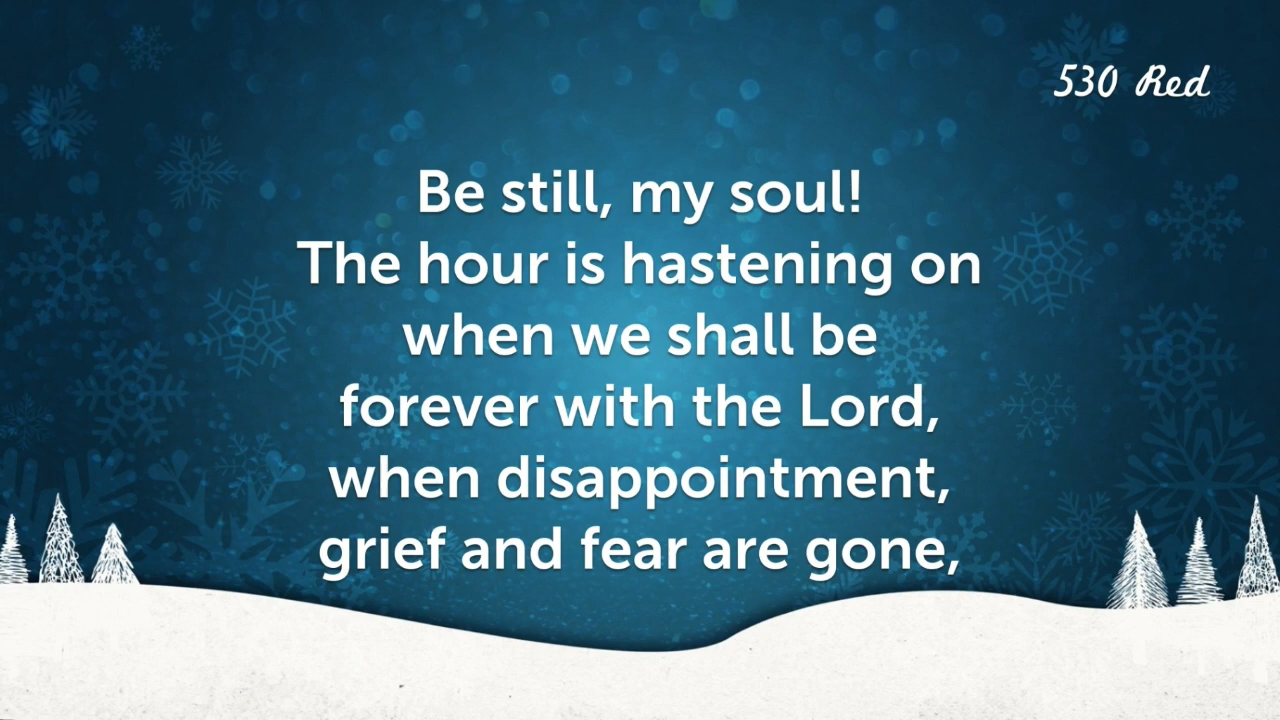 530 Red
Be still, my soul!
The hour is hastening on
when we shall be
forever with the Lord,
when disappointment,
grief and fear are gone,